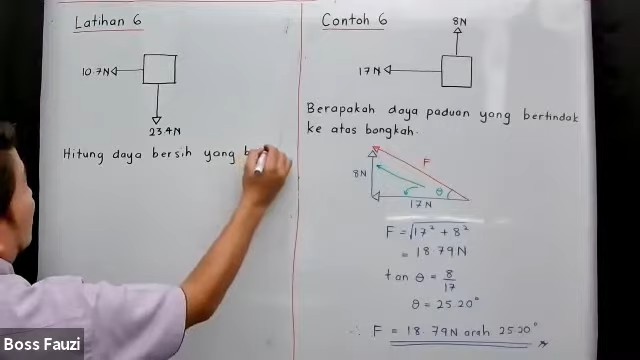 Latihan 6
10.7N
23.4N
Hitung daya bersih yang b
Contoh 6
8N
17N
Berapakah daya paduan yang bertindak
ke atas bongkah.
F
8N
θ
17N
F = √17² + 8²
= 18.79N
tan θ = 8/17
θ = 25.20°
∴ F = 18.79N arah 25.20°
Boss Fauzi